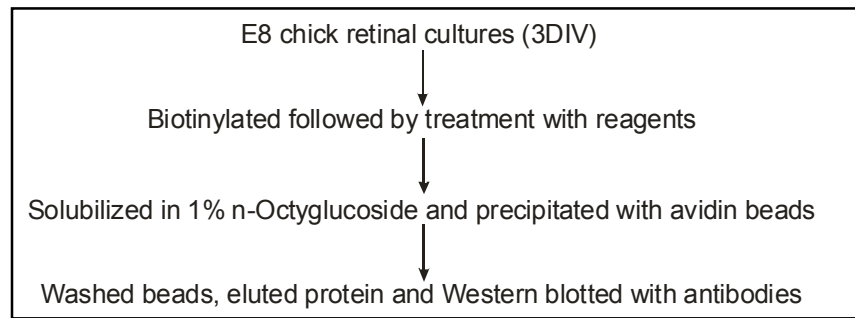 E8 chick retinal cultures (3DIV)
Biotinylated followed by treatment with reagents
Solubilized in 1% n-Octyglucoside and precipitated with avidin beads
Washed beads, eluted protein and Western blotted with antibodies